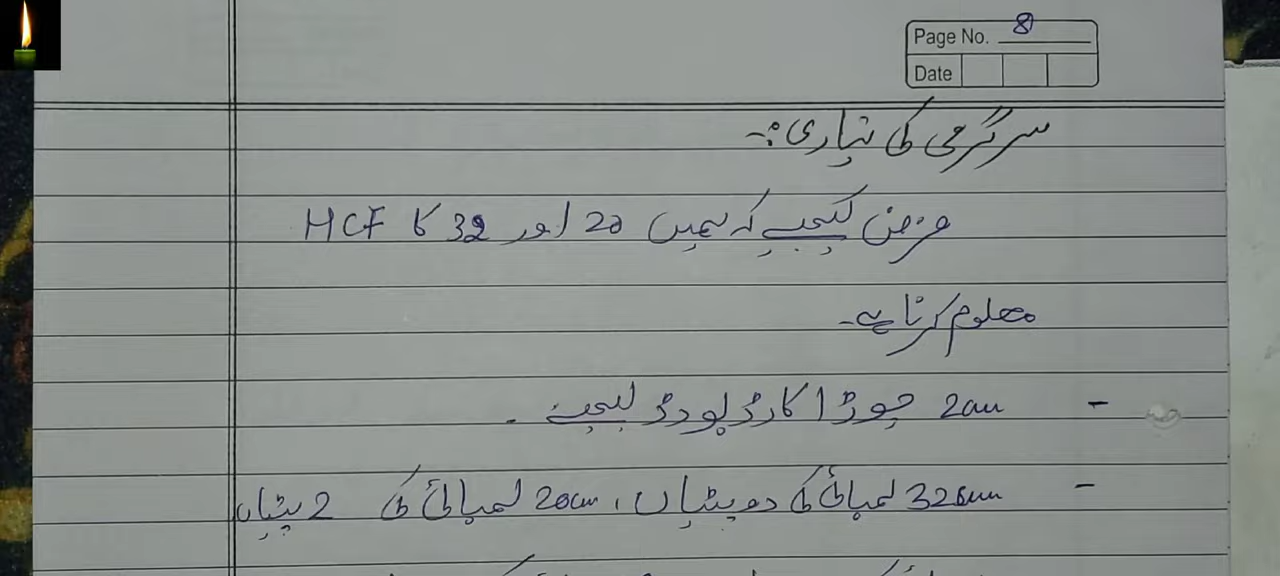 Page No. 8
Date
سرگرمی کی تیاری:-
فرض کیجیے کہ ہمیں 20 اور 32 کا HCF
معلوم کرنا ہے۔
- 2cm چوڑا کارڈ بورڈ لیجیے۔
- 32cm لمبائی کی دو پٹیاں، 20cm لمبائی کی 2 پٹیاں